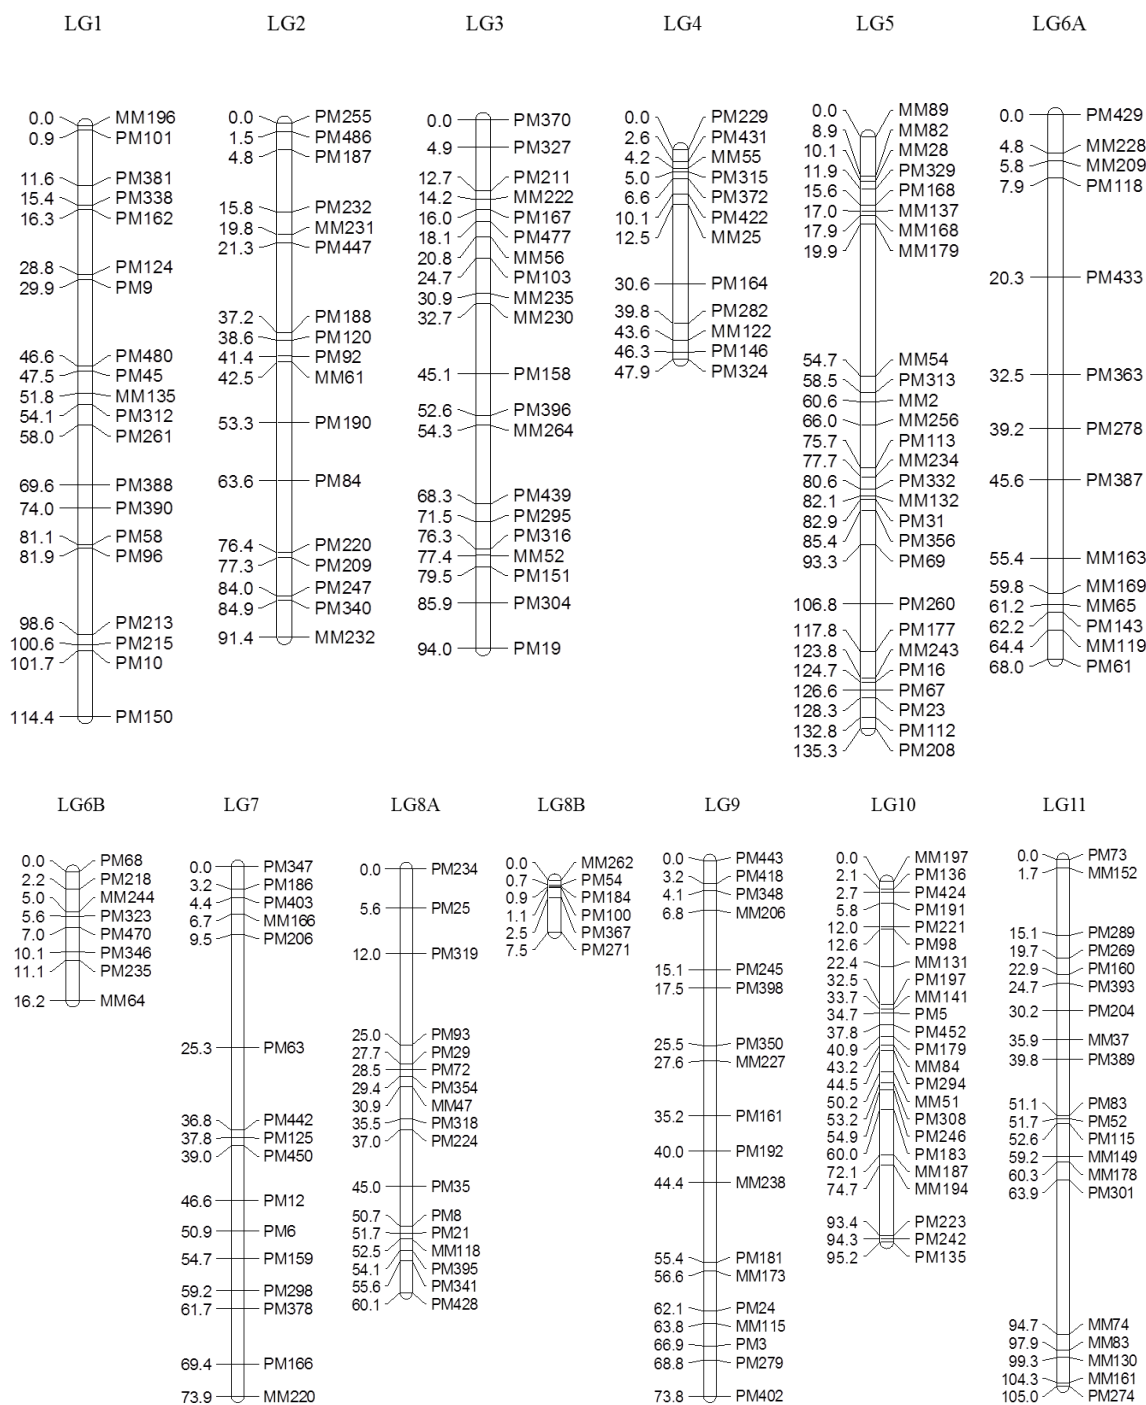 LG1
0.0 MM196
0.9 PM101
11.6 PM381
15.4 PM338
16.3 PM162
28.8 PM124
29.9 PM9
46.6 PM480
47.5 PM45
51.8 MM135
54.1 PM312
58.0 PM261
69.6 PM388
74.0 PM390
81.1 PM58
81.9 PM96
98.6 PM213
100.6 PM215
101.7 PM10
114.4 PM150
LG2
0.0 PM255
1.5 PM486
4.8 PM187
15.8 PM232
19.8 MM231
21.3 PM447
37.2 PM188
38.6 PM120
41.4 PM92
42.5 MM61
53.3 PM190
63.6 PM84
76.4 PM220
77.3 PM209
84.0 PM247
84.9 PM340
91.4 MM232
LG3
0.0 PM370
4.9 PM327
12.7 PM211
14.2 MM222
16.0 PM167
18.1 PM477
20.8 MM56
24.7 PM103
30.9 MM235
32.7 MM230
45.1 PM158
52.6 PM396
54.3 MM264
68.3 PM439
71.5 PM295
76.3 PM316
77.4 MM52
79.5 PM151
85.9 PM304
94.0 PM19
LG4
0.0 PM229
2.6 PM431
4.2 MM55
5.0 PM315
6.6 PM372
10.1 PM422
12.5 MM25
30.6 PM164
39.8 PM282
43.6 MM122
46.3 PM146
47.9 PM324
LG5
0.0 MM89
8.9 MM82
10.1 MM28
11.9 PM329
15.6 PM168
17.0 MM137
17.9 MM168
19.9 MM179
54.7 MM54
58.5 PM313
60.6 MM2
66.0 MM256
75.7 PM113
77.7 MM234
80.6 PM332
82.1 MM132
82.9 PM31
85.4 PM356
93.3 PM69
106.8 PM260
117.8 PM177
123.8 MM243
124.7 PM16
126.6 PM67
128.3 PM23
132.8 PM112
135.3 PM208
LG6A
0.0 PM429
4.8 MM228
5.8 MM209
7.9 PM118
20.3 PM433
32.5 PM363
39.2 PM278
45.6 PM387
55.4 MM163
59.8 MM169
61.2 MM65
62.2 PM143
64.4 MM119
68.0 PM61
LG6B
0.0 PM68
2.2 PM218
5.0 MM244
5.6 PM323
7.0 PM470
10.1 PM346
11.1 PM235
16.2 MM64
LG7
0.0 PM347
3.2 PM186
4.4 PM403
6.7 MM166
9.5 PM206
25.3 PM63
36.8 PM442
37.8 PM125
39.0 PM450
46.6 PM12
50.9 PM6
54.7 PM159
59.2 PM298
61.7 PM378
69.4 PM166
73.9 MM220
LG8A
0.0 PM234
5.6 PM25
12.0 PM319
25.0 PM93
27.7 PM29
28.5 PM72
29.4 PM354
30.9 MM47
35.5 PM318
37.0 PM224
45.0 PM35
50.7 PM8
51.7 PM21
52.5 MM118
54.1 PM395
55.6 PM341
60.1 PM428
LG8B
0.0 MM262
0.7 PM54
0.9 PM184
1.1 PM100
2.5 PM367
7.5 PM271
LG9
0.0 PM443
3.2 PM418
4.1 PM348
6.8 MM206
15.1 PM245
17.5 PM398
25.5 PM350
27.6 MM227
35.2 PM161
40.0 PM192
44.4 MM238
55.4 PM181
56.6 MM173
62.1 PM24
63.8 MM115
66.9 PM3
68.8 PM279
73.8 PM402
LG10
0.0 MM197
2.1 PM136
2.7 PM424
5.8 PM191
12.0 PM221
12.6 PM98
22.4 MM131
32.5 PM197
33.7 MM141
34.7 PM5
37.8 PM452
40.9 PM179
43.2 MM84
44.5 PM294
50.2 MM51
53.2 PM308
54.9 PM246
60.0 PM183
72.1 MM187
74.7 MM194
93.4 PM223
94.3 PM242
95.2 PM135
LG11
0.0 PM73
1.7 MM152
15.1 PM289
19.7 PM269
22.9 PM160
24.7 PM393
30.2 PM204
35.9 MM37
39.8 PM389
51.1 PM83
51.7 PM52
52.6 PM115
59.2 MM149
60.3 MM178
63.9 PM301
94.7 MM74
97.9 MM83
99.3 MM130
104.3 MM161
105.0 PM274